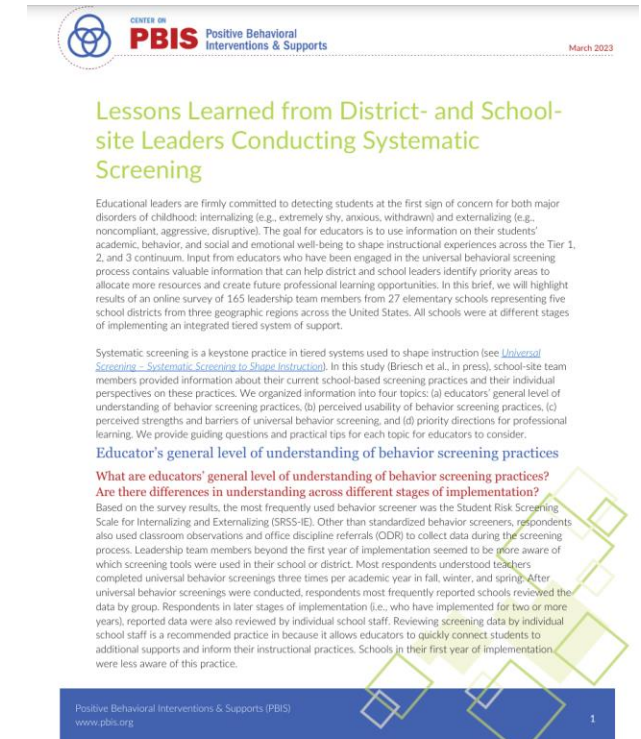 CENTER ON
PBIS Positive Behavioral
Interventions & Supports
March 2023
Lessons Learned from District- and School-
site Leaders Conducting Systematic
Screening
Educational leaders are firmly committed to detecting students at the first sign of concern for both major
disorders of childhood: internalizing (e.g., extremely shy, anxious, withdrawn) and externalizing (e.g.,
noncompliant, aggressive, disruptive). The goal for educators is to use information on their students'
academic, behavior, and social and emotional well-being to shape instructional experiences across the Tier 1,
2, and 3 continuum. Input from educators who have been engaged in the universal behavioral screening
process contains valuable information that can help district and school leaders identify priority areas to
allocate more resources and create future professional learning opportunities. In this brief, we will highlight
results of an online survey of 165 leadership team members from 27 elementary schools representing five
school districts from three geographic regions across the United States. All schools were at different stages
of implementing an integrated tiered system of support.
Systematic screening is a keystone practice in tiered systems used to shape instruction (see Universal
Screening – Systematic Screening to Shape Instruction). In this study (Briesch et al., in press), school-site team
members provided information about their current school-based screening practices and their individual
perspectives on these practices. We organized information into four topics: (a) educators' general level of
understanding of behavior screening practices, (b) perceived usability of behavior screening practices, (c)
perceived strengths and barriers of universal behavior screening, and (d) priority directions for professional
learning. We provide guiding questions and practical tips for each topic for educators to consider.
Educator's general level of understanding of behavior screening practices
What are educators' general level of understanding of behavior screening practices?
Are there differences in understanding across different stages of implementation?
Based on the survey results, the most frequently used behavior screener was the Student Risk Screening
Scale for Internalizing and Externalizing (SRSS-IE). Other than standardized behavior screeners, respondents
also used classroom observations and office discipline referrals (ODR) to collect data during the screening
process. Leadership team members beyond the first year of implementation seemed to be more aware of
which screening tools were used in their school or district. Most respondents understood teachers
completed universal behavior screenings three times per academic year in fall, winter, and spring. After
universal behavior screenings were conducted, respondents most frequently reported schools reviewed the
data by group. Respondents in later stages of implementation (i.e., who have implemented for two or more
years), reported data were also reviewed by individual school staff. Reviewing screening data by individual
school staff is a recommended practice in because it allows educators to quickly connect students to
additional supports and inform their instructional practices. Schools in their first year of implementation
were less aware of this practice.
Positive Behavioral Interventions & Supports (PBIS)
www.pbis.org
1